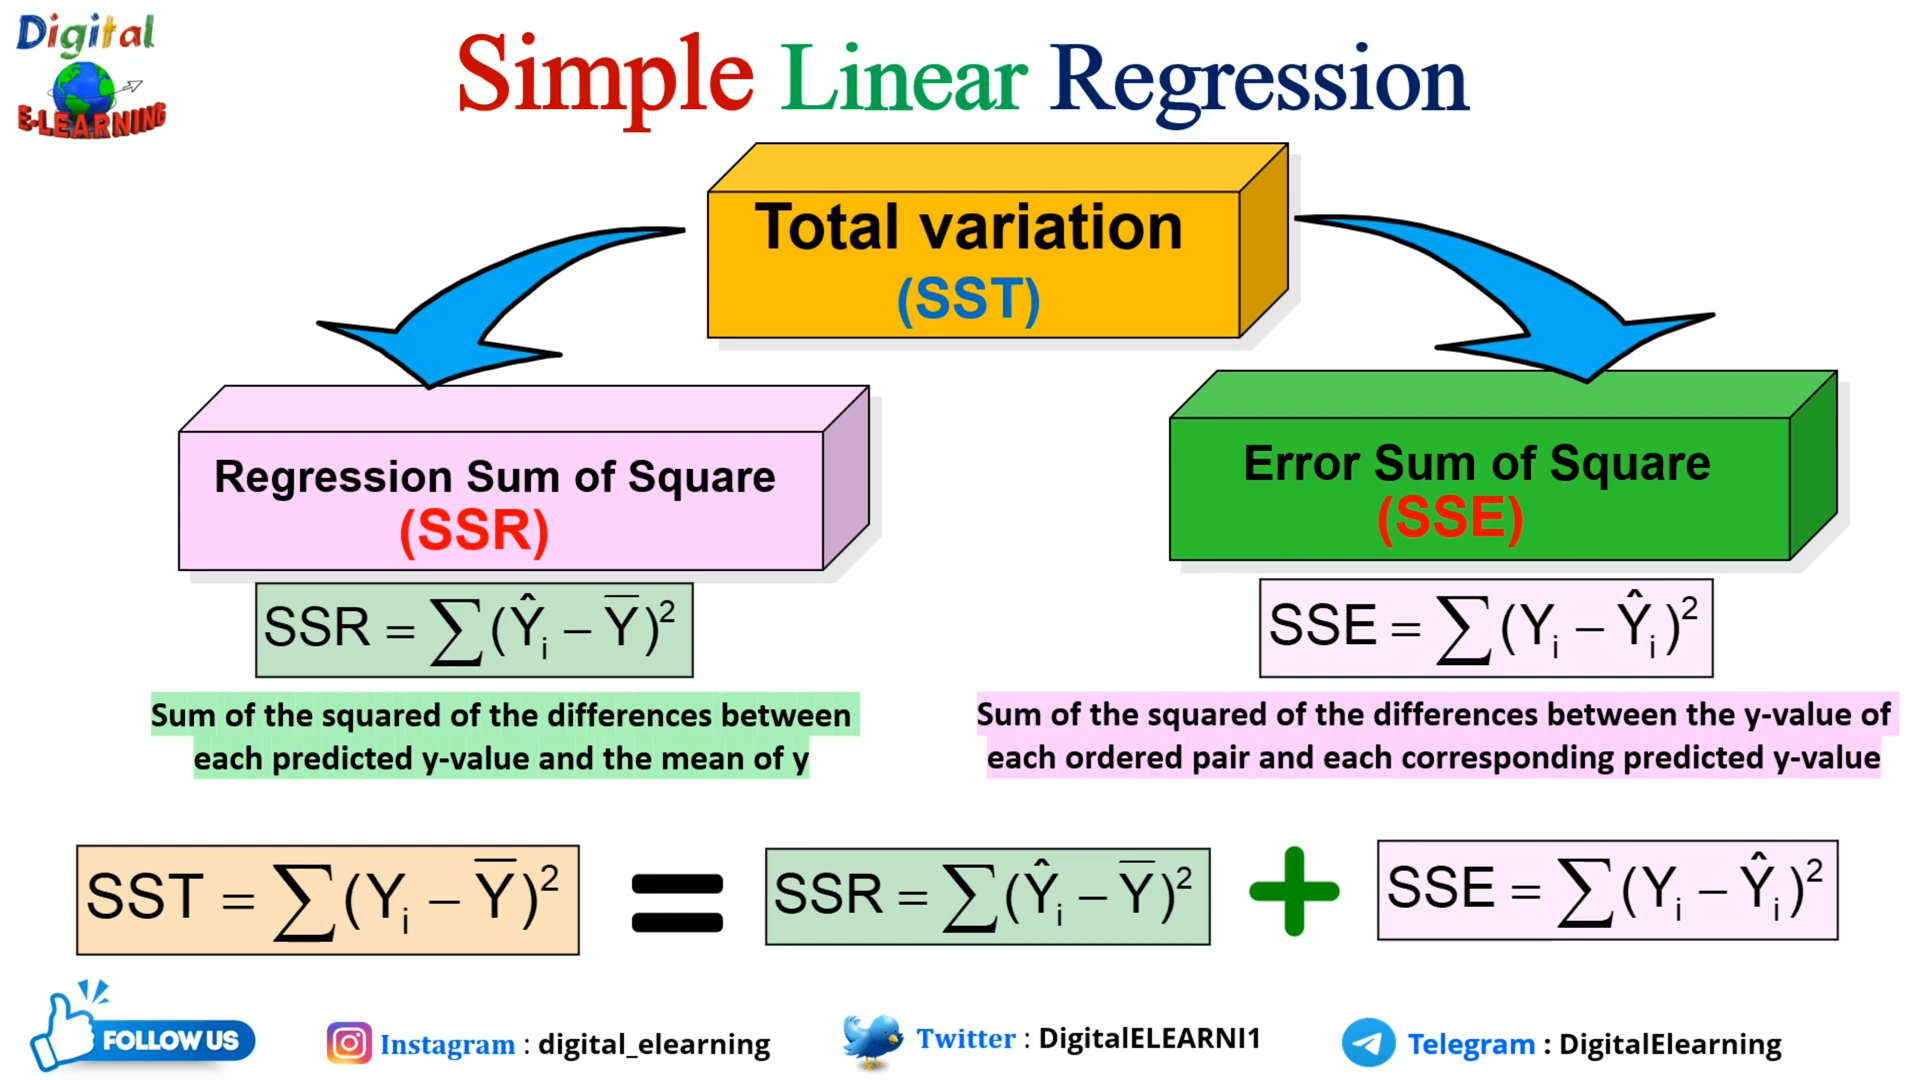 Digital
E-LEARNING
Simple Linear Regression
Total variation
(SST)
Regression Sum of Square
(SSR)
Error Sum of Square
(SSE)
SSR = ∑(Ŷᵢ – Y̅)²
SSE = ∑(Yᵢ – Ŷᵢ)²
Sum of the squared of the differences between
each predicted y-value and the mean of y
Sum of the squared of the differences between the y-value of
each ordered pair and each corresponding predicted y-value
SST = ∑(Yᵢ – Y̅)² = SSR = ∑(Ŷᵢ – Y̅)² + SSE = ∑(Yᵢ – Ŷᵢ)²
FOLLOW US
Instagram : digital_elearning
Twitter : DigitalELEARNI1
Telegram : DigitalElearning